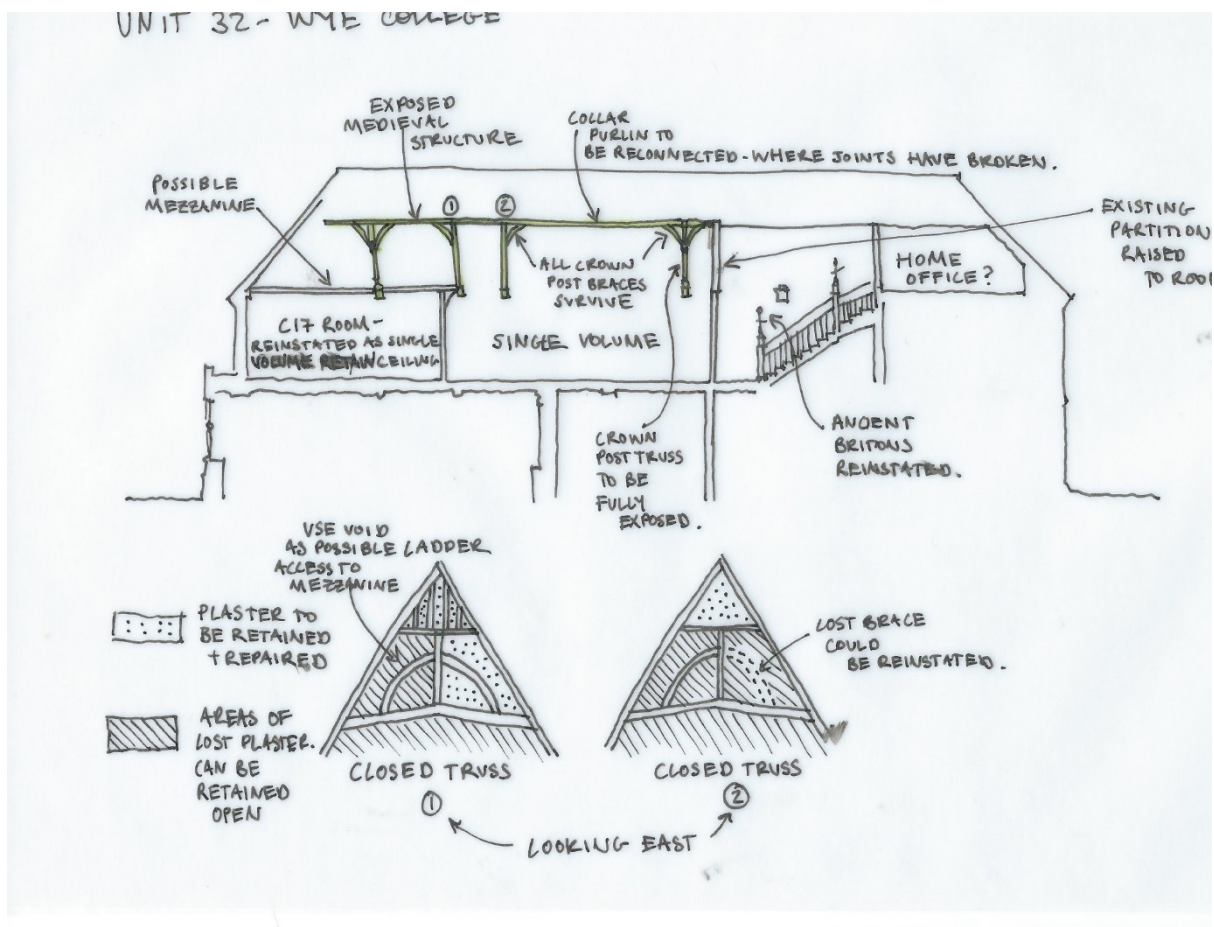 UNIT 32 - WYE COLLEGE
EXPOSED
MEDIEVAL
STRUCTURE
COLLAR
PURLIN TO
BE RECONNECTED - WHERE JOINTS HAVE BROKEN.
POSSIBLE
MEZZANINE
① ②
EXISTING
PARTITION
RAISED
TO ROO
ALL CROWN
POST BRACES
SURVIVE
HOME
OFFICE?
C17 ROOM -
REINSTATED AS SINGLE
VOLUME RETAIN CEILING
SINGLE VOLUME
CROWN
POST TRUSS
TO BE
FULLY
EXPOSED.
ANCIENT
BRITONS
REINSTATED.
USE VOID
AS POSSIBLE LADDER
ACCESS TO
MEZZANINE
PLASTER TO
BE RETAINED
+ REPAIRED
LOST BRACE
COULD
BE REINSTATED.
AREAS OF
LOST PLASTER.
CAN BE
RETAINED
OPEN
CLOSED TRUSS
①
CLOSED TRUSS
②
LOOKING EAST